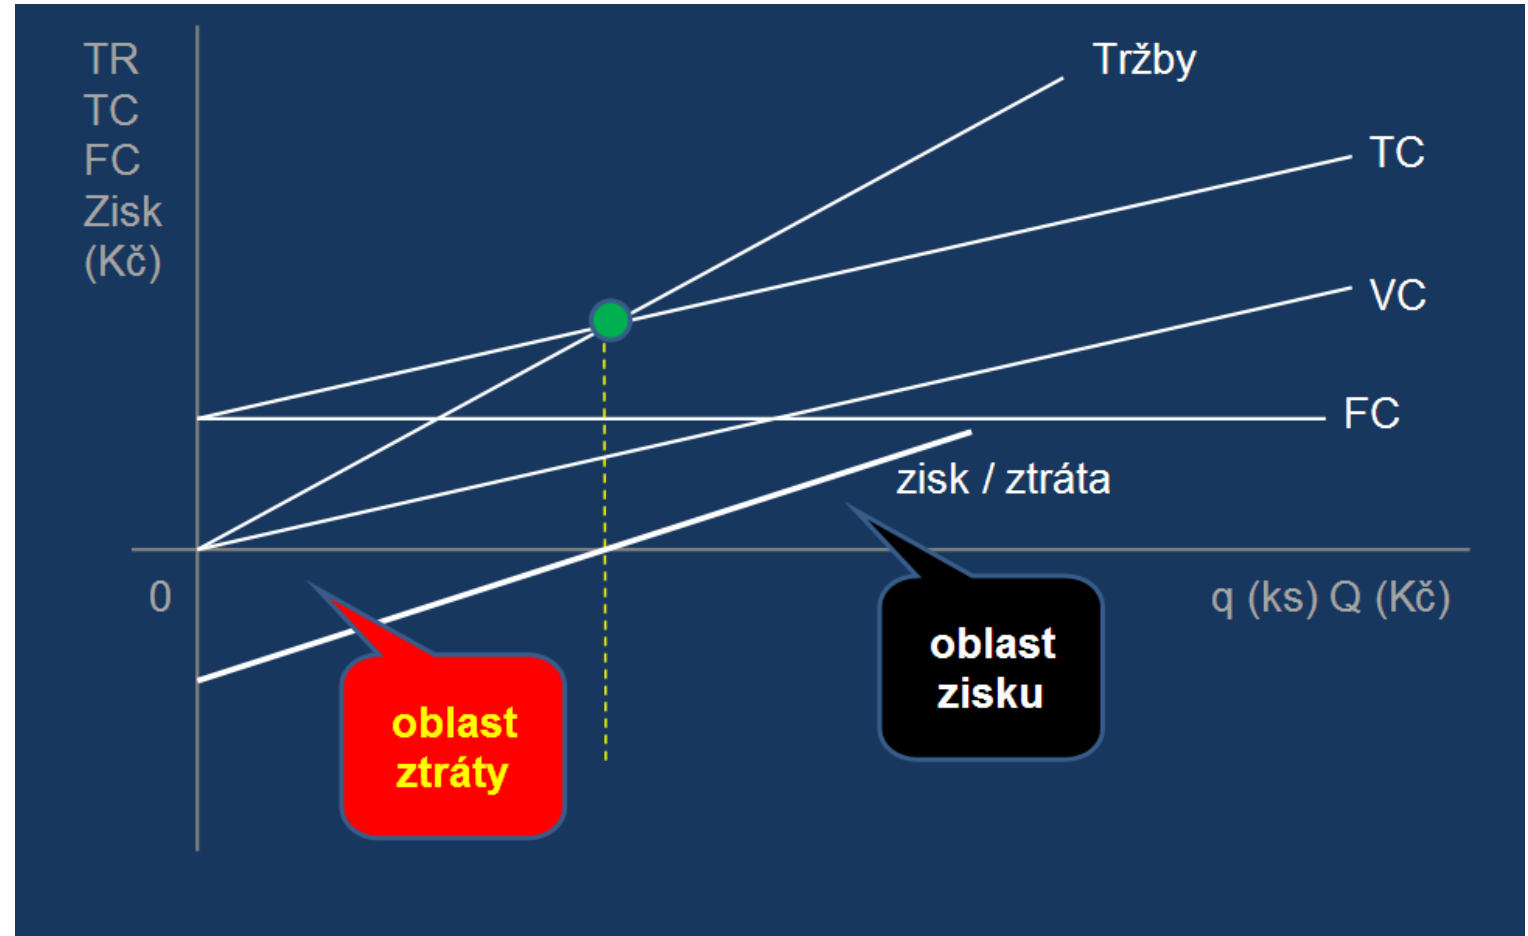 TR
TC
FC
Zisk
(Kč)
Tržby
TC
VC
FC
zisk / ztráta
0
q (ks) Q (Kč)
oblast
zisku
oblast
ztráty